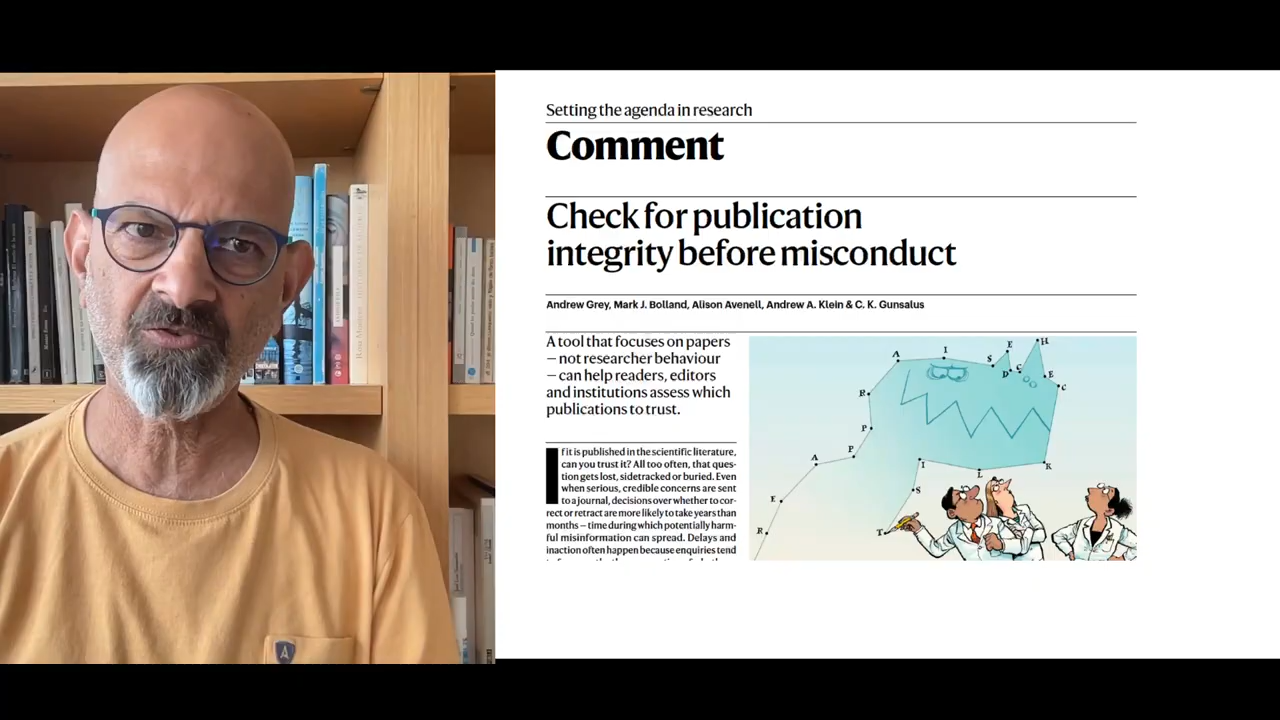 Setting the agenda in research
Comment
Check for publication
integrity before misconduct
Andrew Grey, Mark J. Bolland, Alison Avenell, Andrew A. Klein & C. K. Gunsalus
A tool that focuses on papers
— not researcher behaviour
— can help readers, editors
and institutions assess which
publications to trust.
If it is published in the scientific literature,
can you trust it? All too often, that ques-
tion gets lost, sidetracked or buried. Even
when serious, credible concerns are sent
to a journal, decisions over whether to cor-
rect or retract are more likely to take years than
months — time during which potentially harm-
ful misinformation can spread. Delays and
inaction often happen because enquiries tend
R E A P P R A I S E D C H E C K L I S T
A